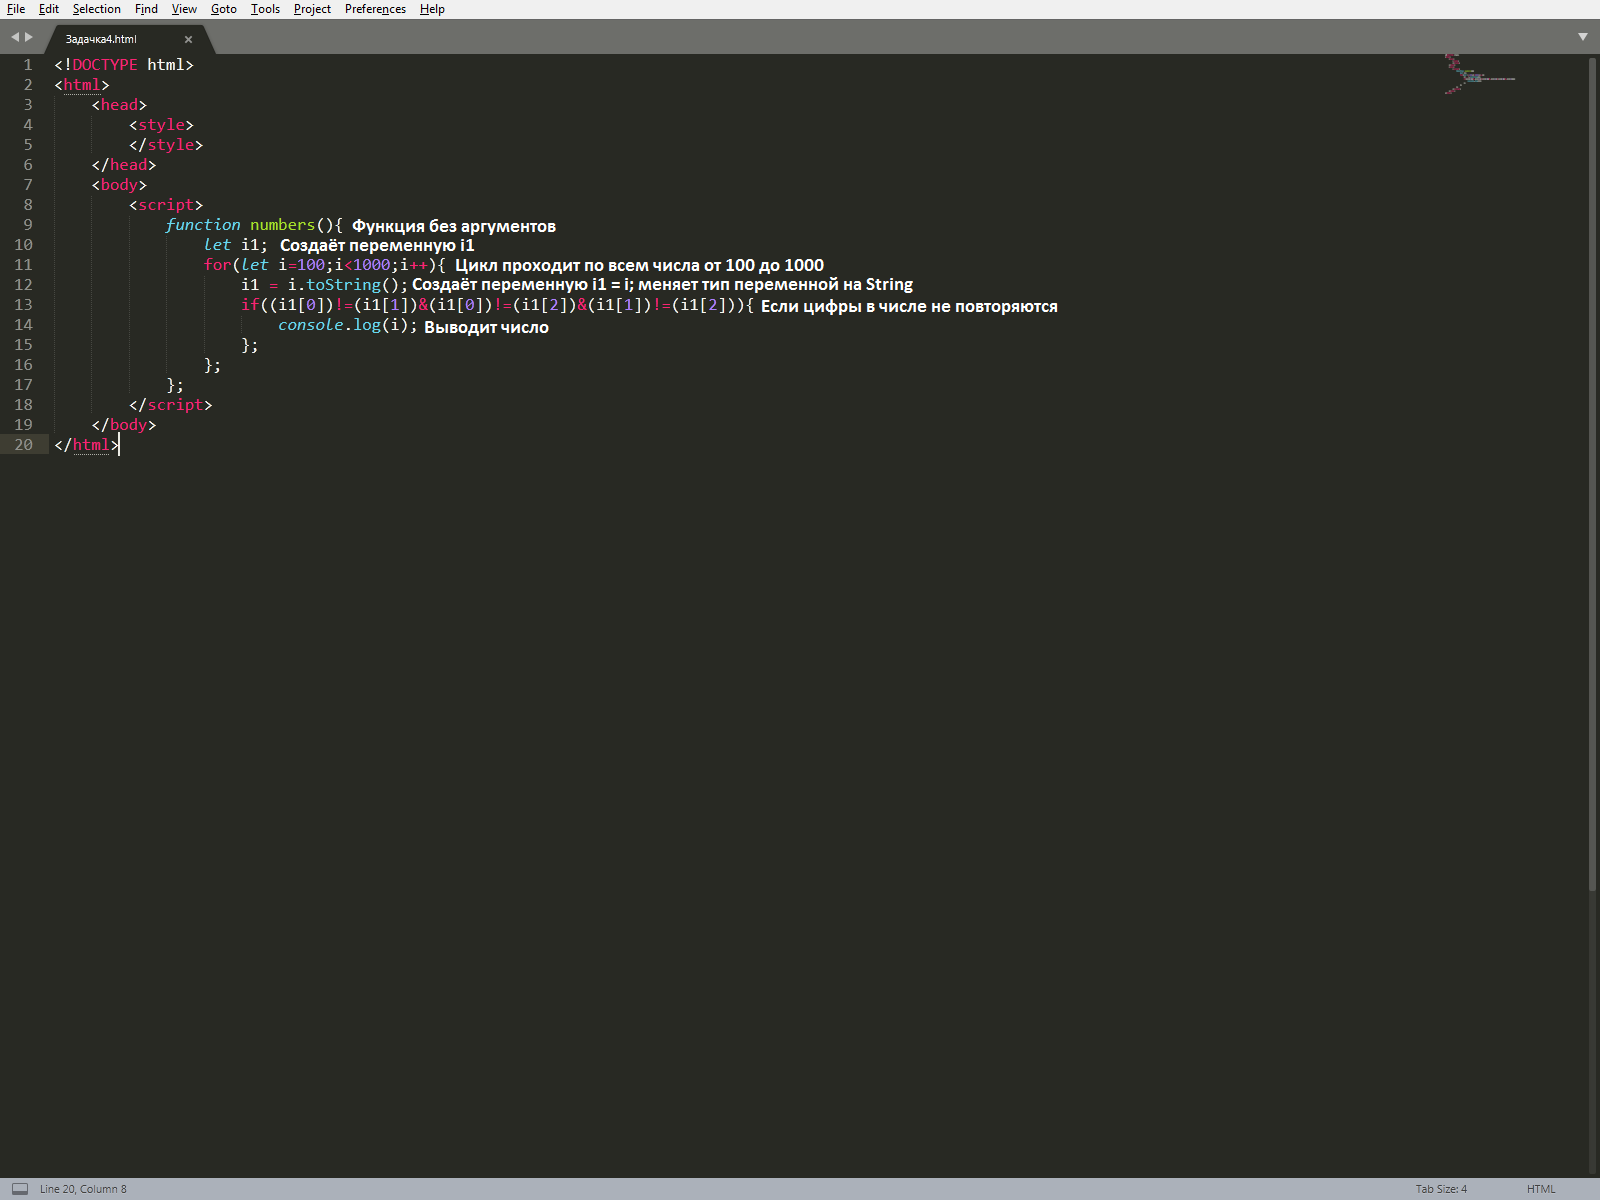 File Edit Selection Find View Goto Tools Project Preferences Help
Задачка4.html ×
1 <!DOCTYPE html>
2 <html>
3 <head>
4 <style>
5 </style>
6 </head>
7 <body>
8 <script>
9 function numbers(){ Функция без аргументов
10 let i1; Создаёт переменную i1
11 for(let i=100;i<1000;i++){ Цикл проходит по всем числа от 100 до 1000
12 i1 = i.toString(); Создаёт переменную i1 = i; меняет тип переменной на String
13 if((i1[0])!=(i1[1])&(i1[0])!=(i1[2])&(i1[1])!=(i1[2])){ Если цифры в числе не повторяются
14 console.log(i); Выводит число
15 };
16 };
17 };
18 </script>
19 </body>
20 </html>
Line 20, Column 8 Tab Size: 4 HTML